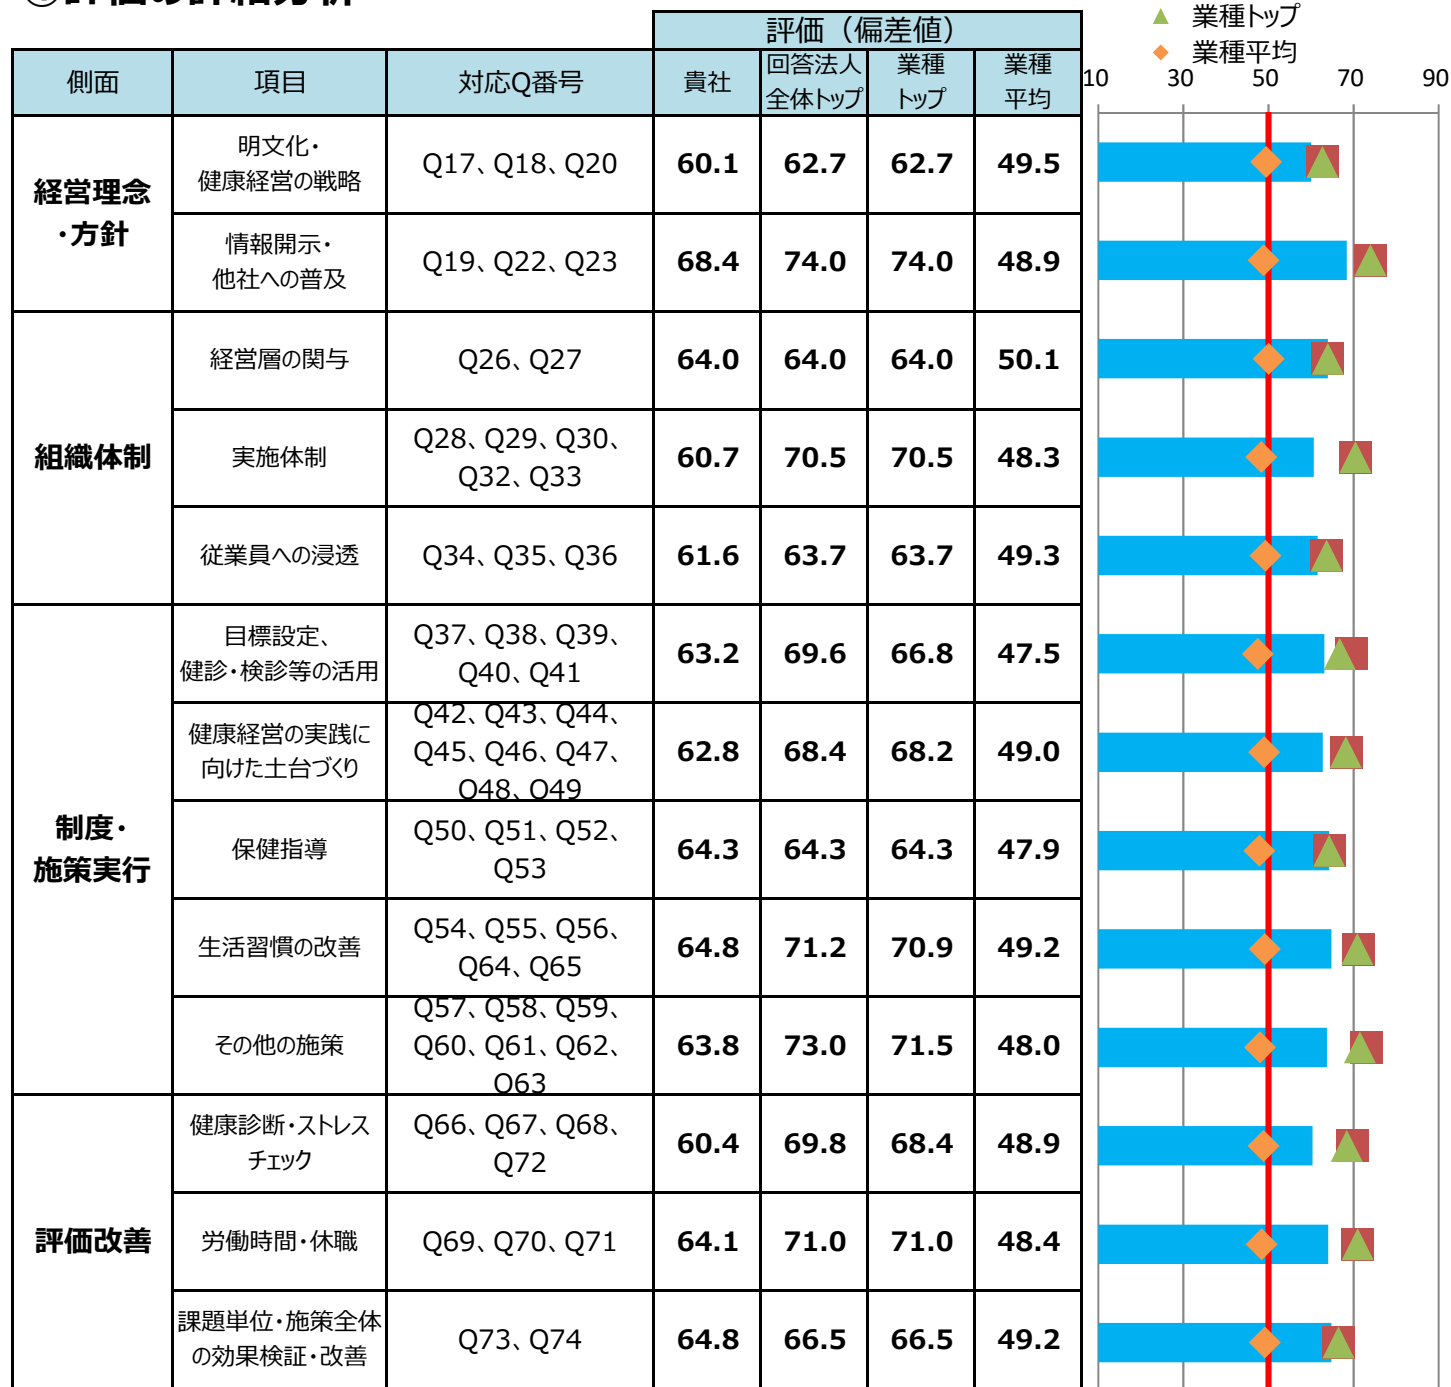 評価の詳細分析
▲ 業種トップ
◆ 業種平均
評価（偏差値）
側面 項目 対応Q番号 貴社 回答法人 業種 業種
全体トップ トップ 平均
10 30 50 70 90
経営理念
・方針
明文化・
健康経営の戦略
Q17、Q18、Q20 60.1 62.7 62.7 49.5
情報開示・
他社への普及
Q19、Q22、Q23 68.4 74.0 74.0 48.9
組織体制
経営層の関与 Q26、Q27 64.0 64.0 64.0 50.1
実施体制
Q28、Q29、Q30、
Q32、Q33
60.7 70.5 70.5 48.3
従業員への浸透 Q34、Q35、Q36 61.6 63.7 63.7 49.3
制度・
施策実行
目標設定、
健診・検診等の活用
Q37、Q38、Q39、
Q40、Q41
63.2 69.6 66.8 47.5
健康経営の実践に
向けた土台づくり
Q42、Q43、Q44、
Q45、Q46、Q47、
Q48、Q49
62.8 68.4 68.2 49.0
保健指導
Q50、Q51、Q52、
Q53
64.3 64.3 64.3 47.9
生活習慣の改善
Q54、Q55、Q56、
Q64、Q65
64.8 71.2 70.9 49.2
その他の施策
Q57、Q58、Q59、
Q60、Q61、Q62、
Q63
63.8 73.0 71.5 48.0
評価改善
健康診断・ストレス
チェック
Q66、Q67、Q68、
Q72
60.4 69.8 68.4 48.9
労働時間・休職 Q69、Q70、Q71 64.1 71.0 71.0 48.4
課題単位・施策全体
の効果検証・改善
Q73、Q74 64.8 66.5 66.5 49.2